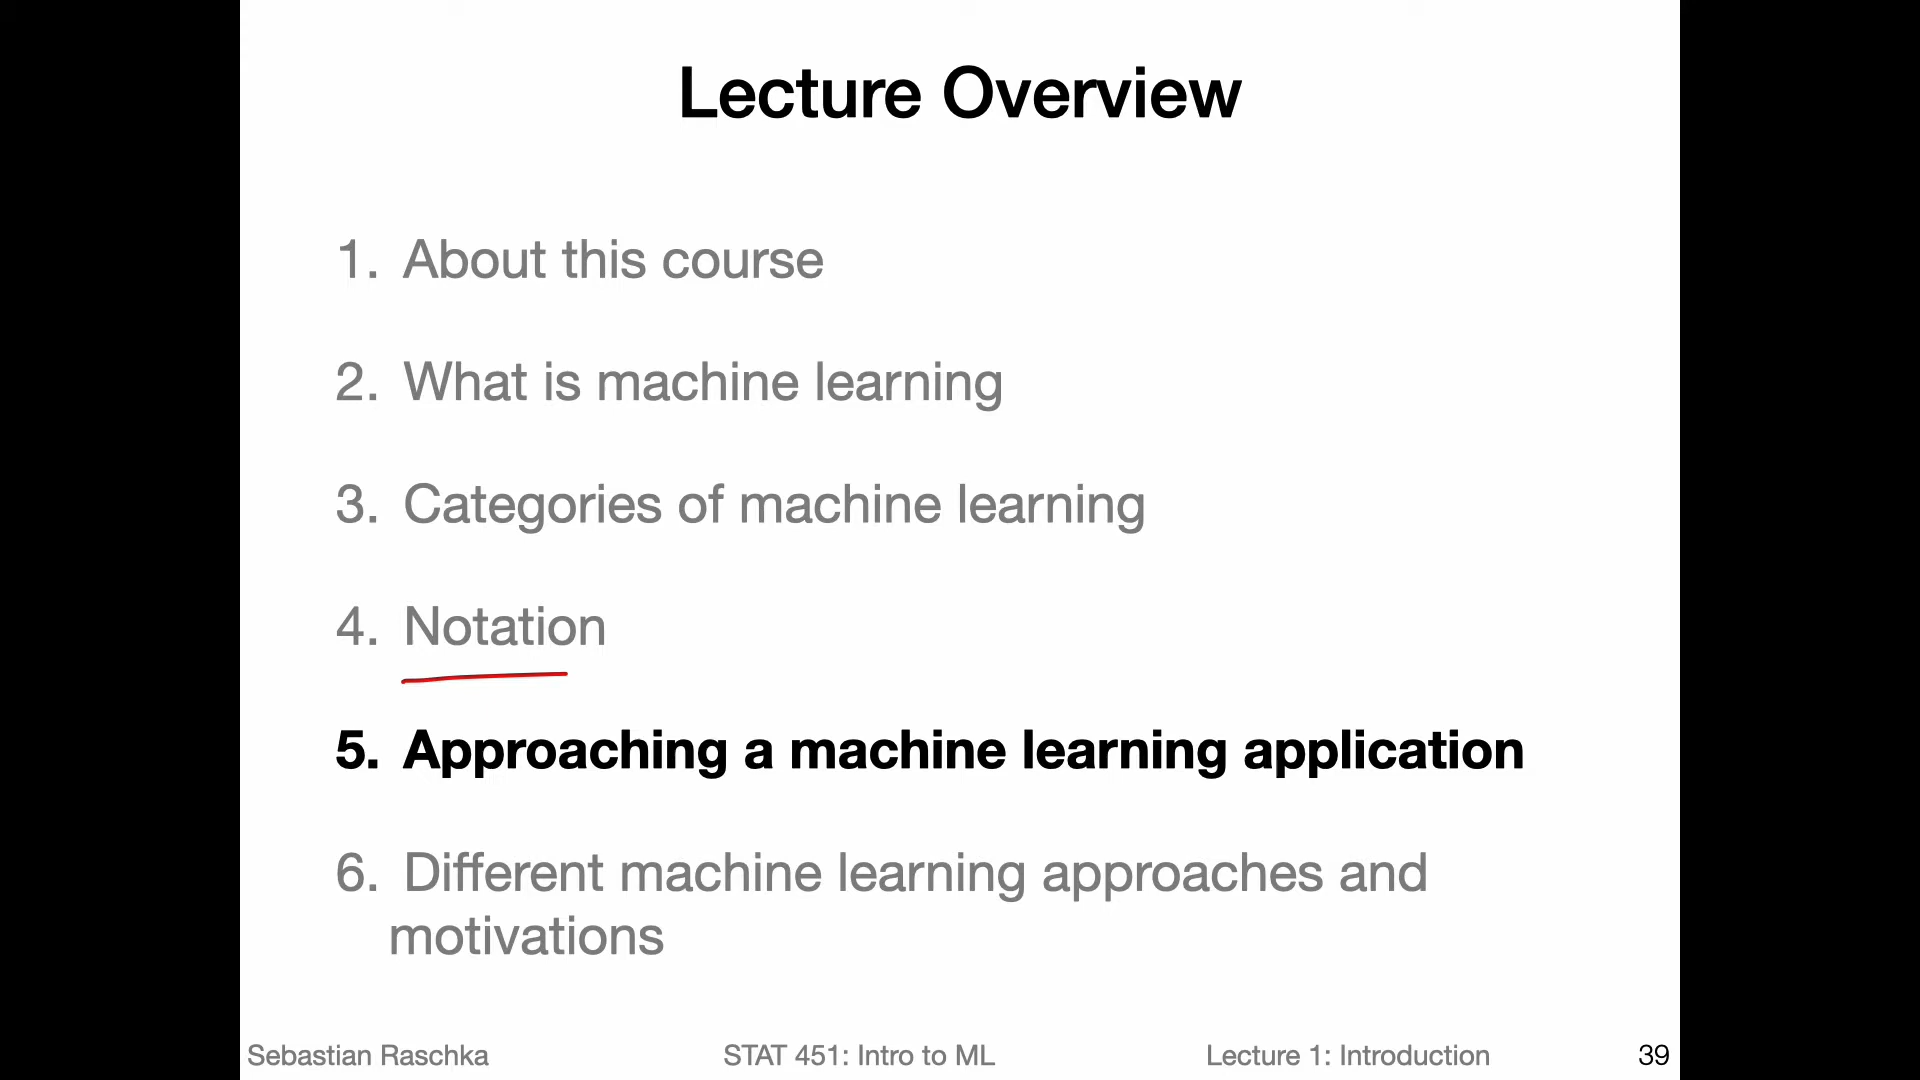 Lecture Overview
1. About this course
2. What is machine learning
3. Categories of machine learning
4. Notation
5. Approaching a machine learning application
6. Different machine learning approaches and
motivations
Sebastian Raschka STAT 451: Intro to ML Lecture 1: Introduction 39